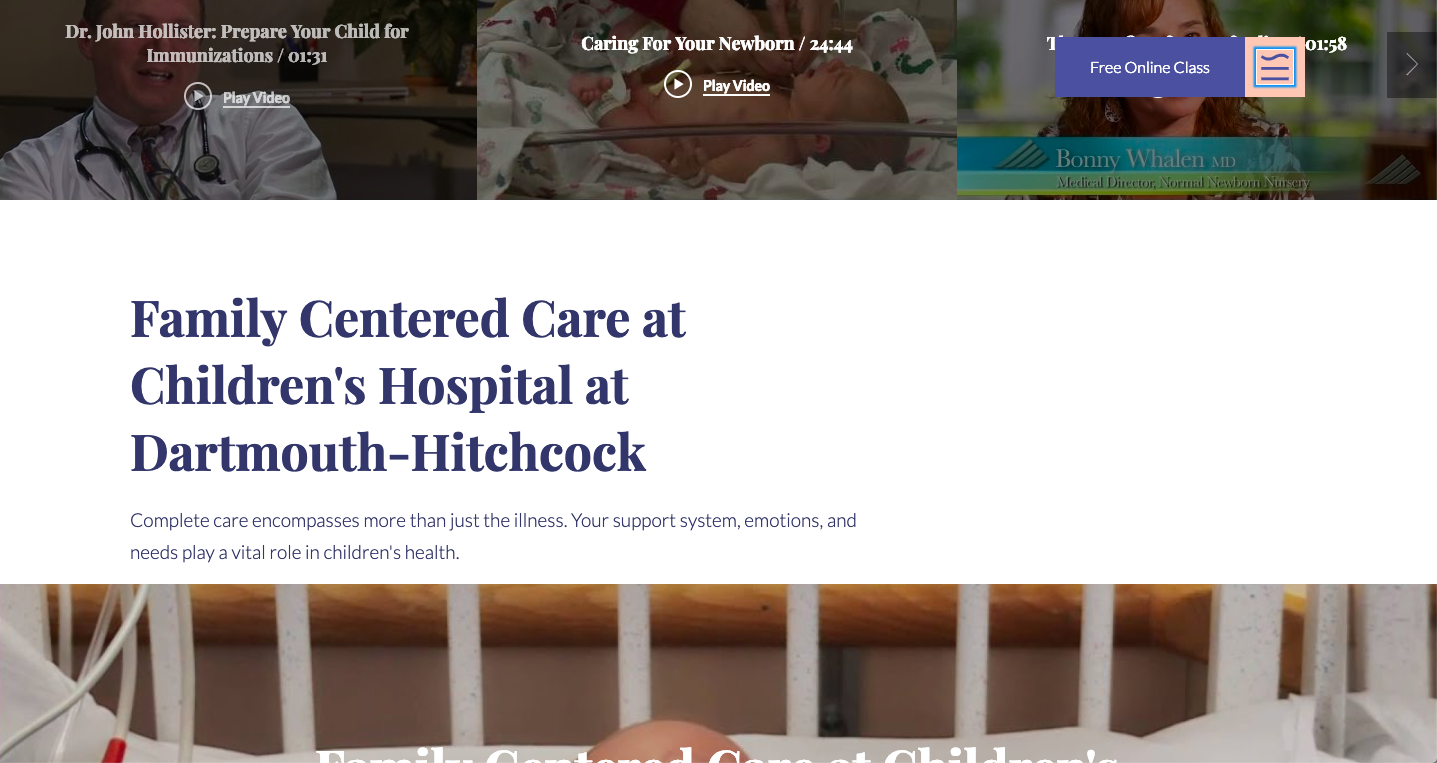 Dr. John Hollister: Prepare Your Child for
Immunizations / 01:31
Play Video
Caring For Your Newborn / 24:44
Play Video
01:58
Free Online Class
Bonny Whalen MD
Medical Director, Normal Newborn Nursery
Family Centered Care at
Children's Hospital at
Dartmouth-Hitchcock
Complete care encompasses more than just the illness. Your support system, emotions, and
needs play a vital role in children's health.
Family Centered Care at Children's